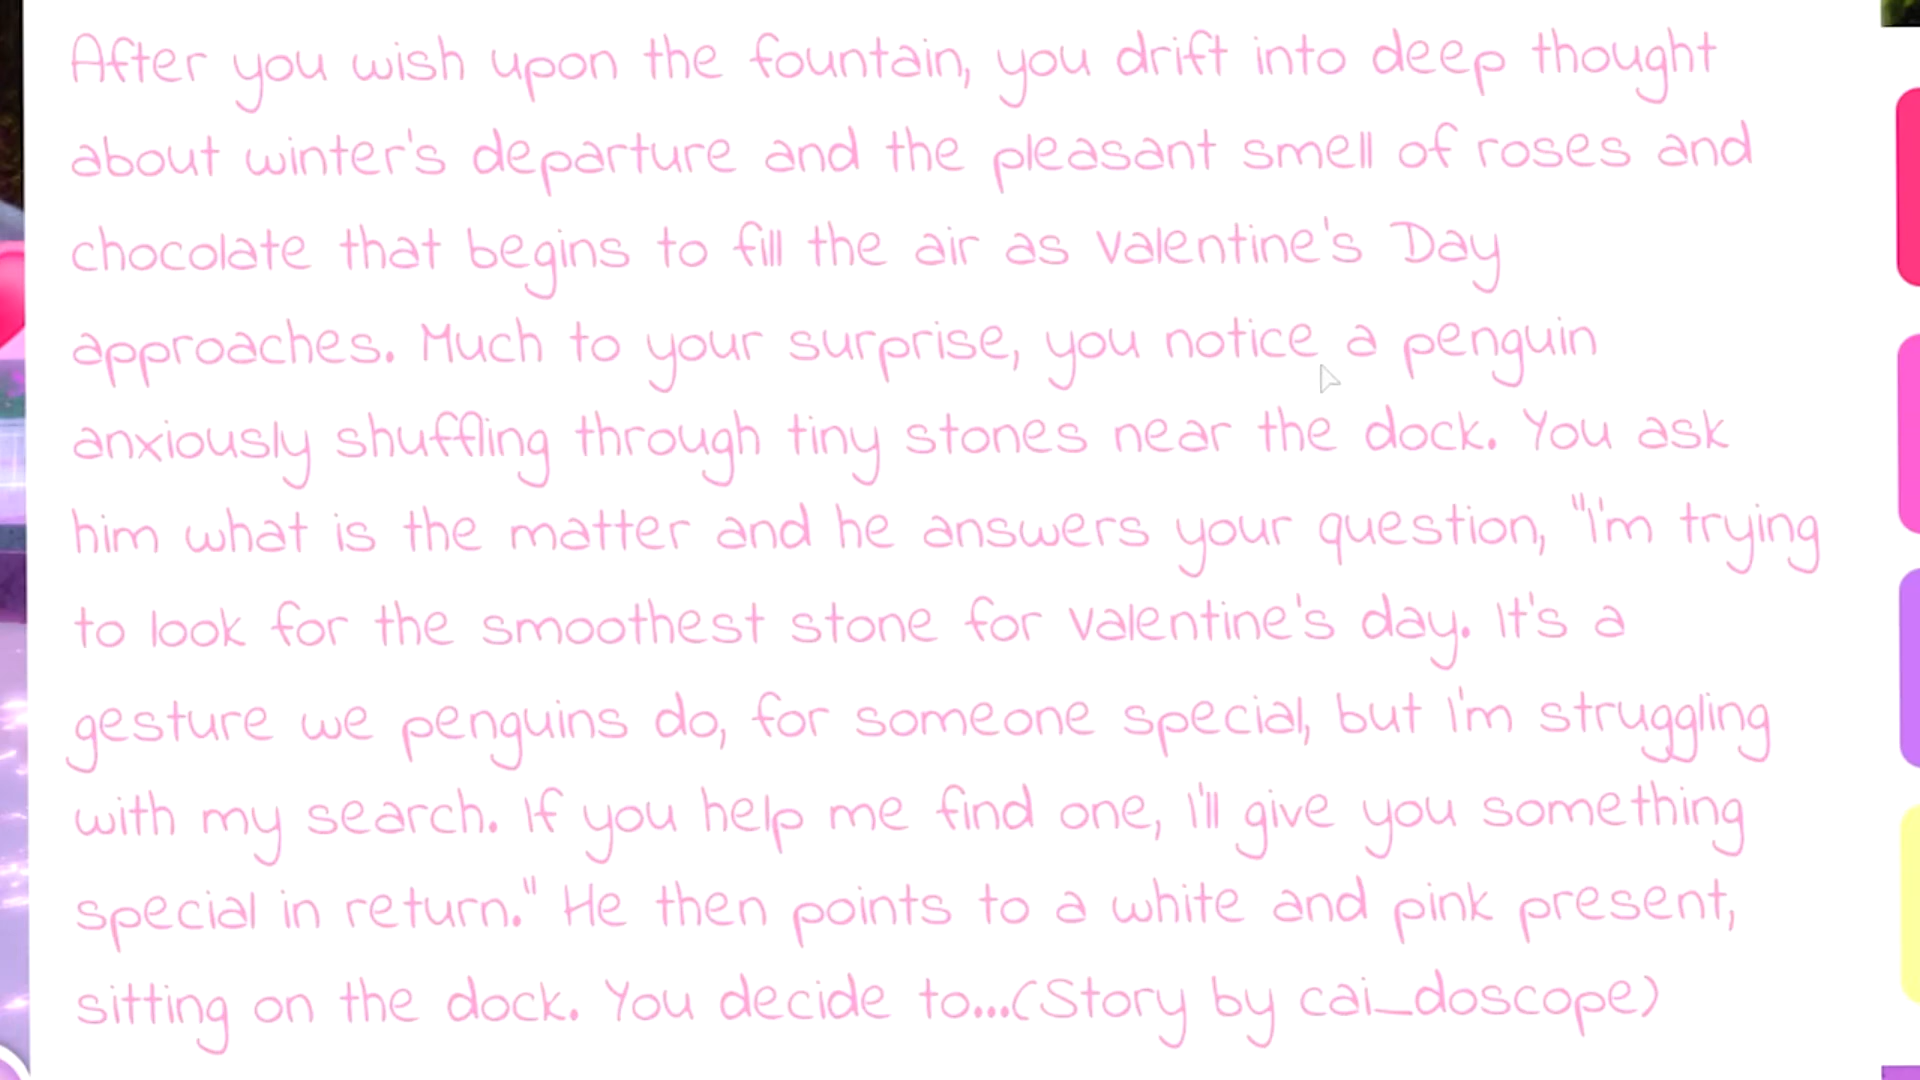 After you wish upon the fountain, you drift into deep thought
about winter's departure and the pleasant smell of roses and
chocolate that begins to fill the air as Valentine's Day
approaches. Much to your surprise, you notice a penguin
anxiously shuffling through tiny stones near the dock. You ask
him what is the matter and he answers your question, "I'm trying
to look for the smoothest stone for Valentine's day. It's a
gesture we penguins do, for someone special, but I'm struggling
with my search. If you help me find one, I'll give you something
special in return." He then points to a white and pink present,
sitting on the dock. You decide to...(Story by cai_doscope)